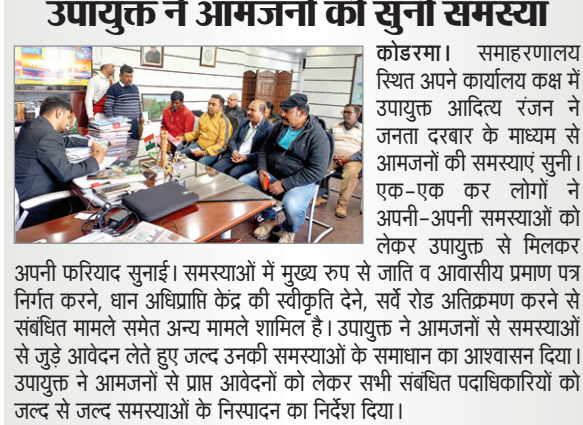 उपायुक्त ने आमजनों की सुनी समस्या
कोडरमा। समाहरणालय
स्थित अपने कार्यालय कक्ष में
उपायुक्त आदित्य रंजन ने
जनता दरबार के माध्यम से
आमजनों की समस्याएं सुनी।
एक-एक कर लोगों ने
अपनी-अपनी समस्याओं को
लेकर उपायुक्त से मिलकर
अपनी फरियाद सुनाई। समस्याओं में मुख्य रुप से जाति व आवासीय प्रमाण पत्र
निर्गत करने, धान अधिप्राप्ति केंद्र की स्वीकृति देने, सर्वे रोड अतिक्रमण करने से
संबंधित मामले समेत अन्य मामले शामिल है। उपायुक्त ने आमजनों से समस्याओं
से जुड़े आवेदन लेते हुए जल्द उनकी समस्याओं के समाधान का आश्वासन दिया।
उपायुक्त ने आमजनों से प्राप्त आवेदनों को लेकर सभी संबंधित पदाधिकारियों को
जल्द से जल्द समस्याओं के निस्पादन का निर्देश दिया।